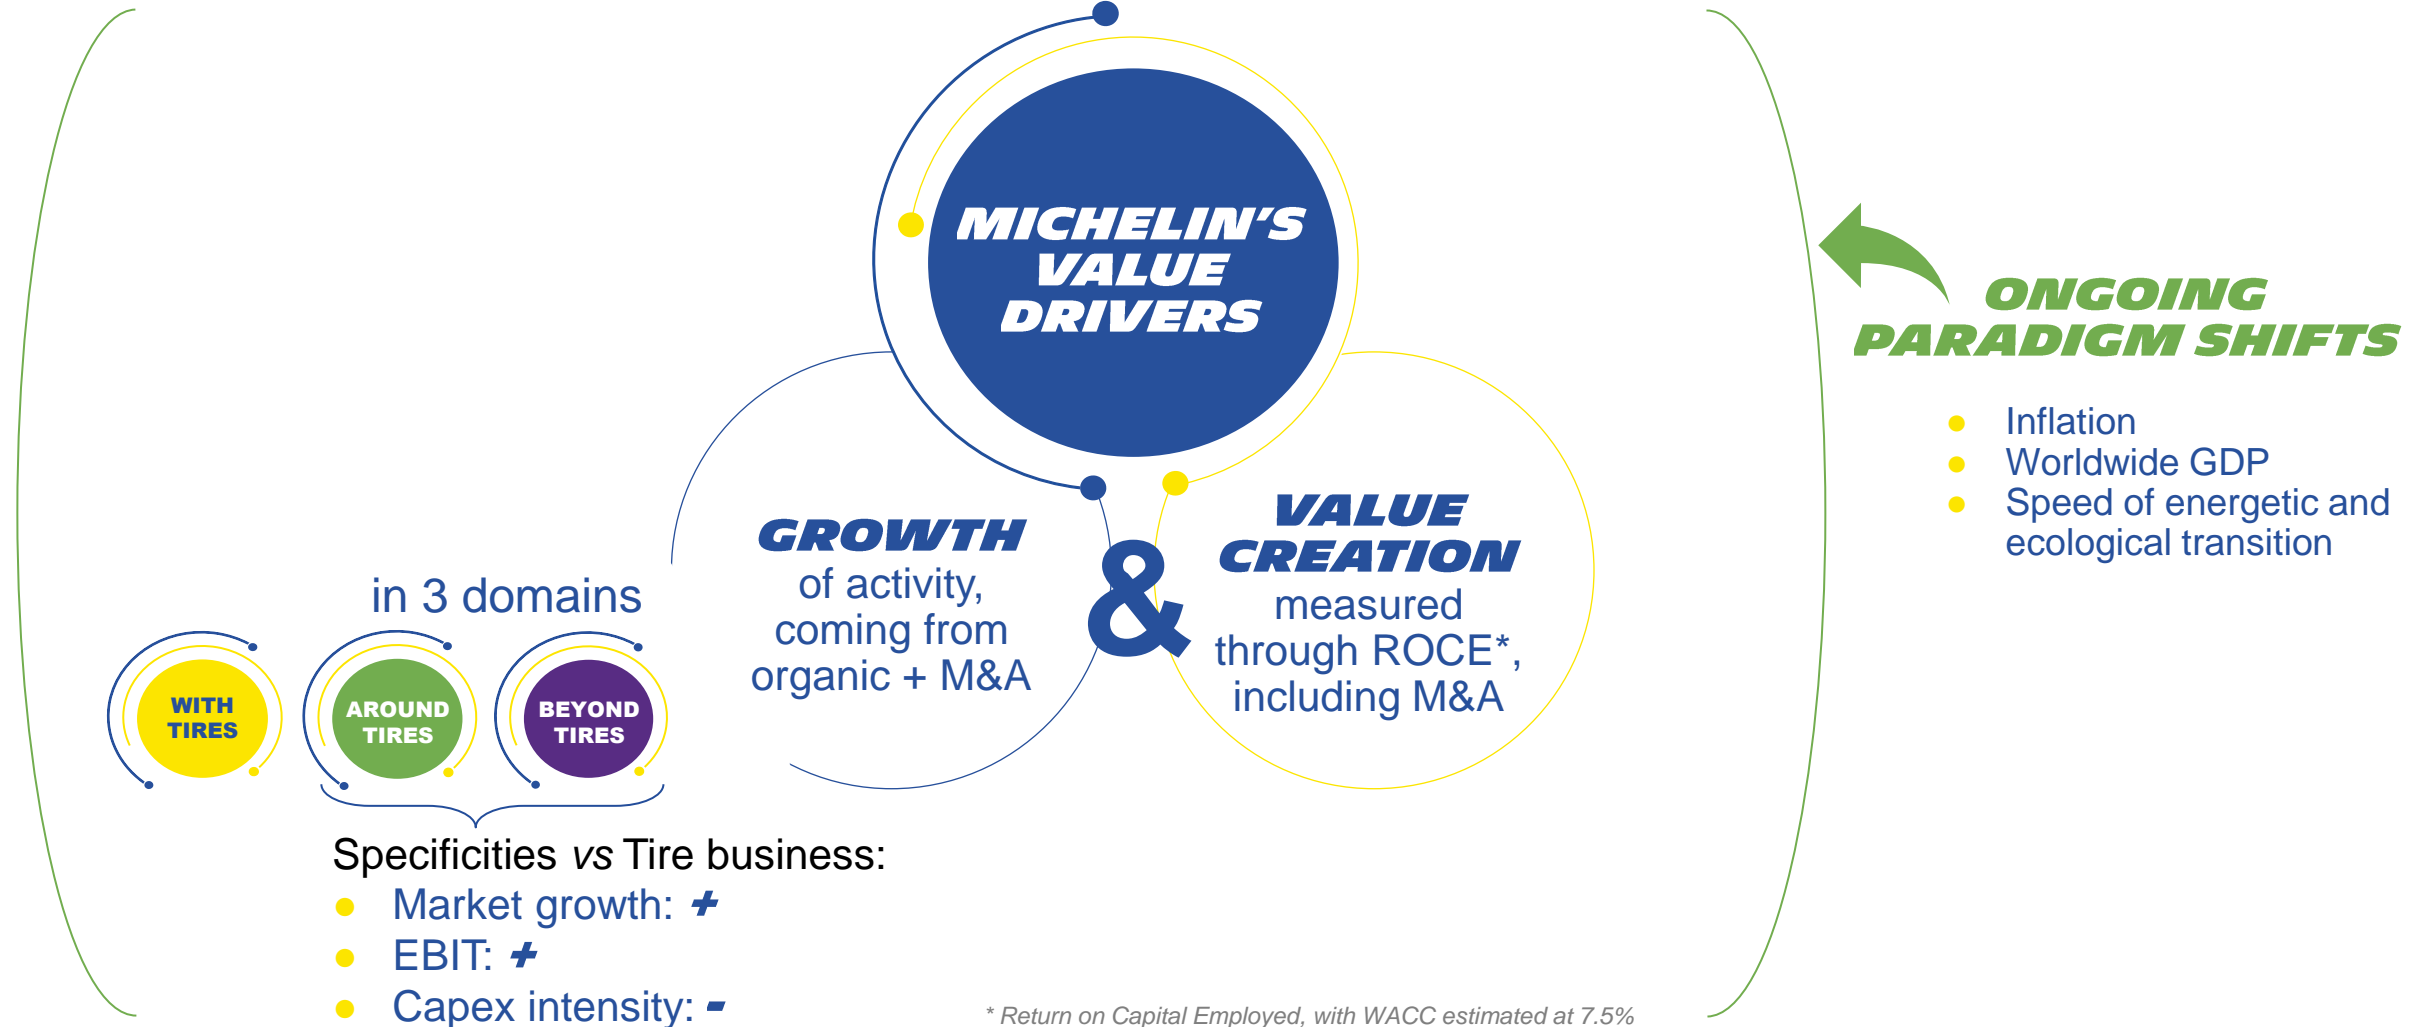 MICHELIN'S
VALUE
DRIVERS
ONGOING
PARADIGM SHIFTS
Inflation
Worldwide GDP
Speed of energetic and
ecological transition
GROWTH
of activity,
coming from
organic + M&A
&
VALUE
CREATION
measured
through ROCE*,
including M&A
in 3 domains
WITH
TIRES
AROUND
TIRES
BEYOND
TIRES
Specificities vs Tire business:
Market growth: +
EBIT: +
Capex intensity: -
* Return on Capital Employed, with WACC estimated at 7.5%